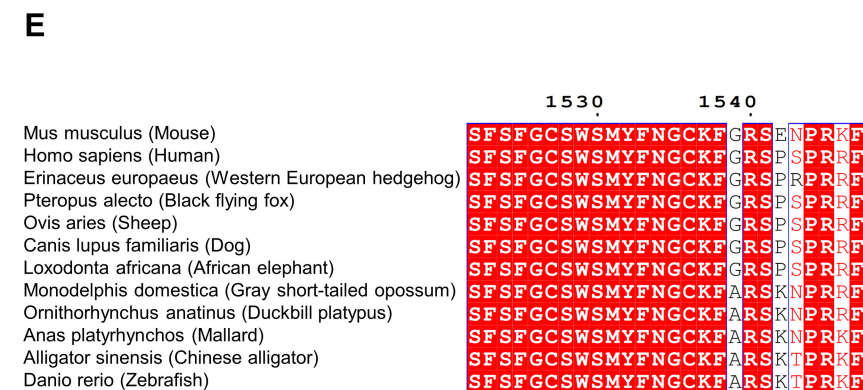 E
1530 1540
Mus musculus (Mouse) SFSFGCSWSMYFNGCKFGRSENPRKF
Homo sapiens (Human) SFSFGCSWSMYFNGCKFGRSPSPRRF
Erinaceus europaeus (Western European hedgehog) SFSFGCSWSMYFNGCKFGRSPRPRRF
Pteropus alecto (Black flying fox) SFSFGCSWSMYFNGCKFGRSPSPRRF
Ovis aries (Sheep) SFSFGCSWSMYFNGCKFGRSPSPRRF
Canis lupus familiaris (Dog) SFSFGCSWSMYFNGCKFGRSPSPRRF
Loxodonta africana (African elephant) SFSFGCSWSMYFNGCKFGRSPSPRRF
Monodelphis domestica (Gray short-tailed opossum) SFSFGCSWSMYFNGCKFARSKNPRRF
Ornithorhynchus anatinus (Duckbill platypus) SFSFGCSWSMYFNGCKFARSKNPRRF
Anas platyrhynchos (Mallard) SFSFGCSWSMYFNGCKFARSKNPRKF
Alligator sinensis (Chinese alligator) SFSFGCSWSMYFNGCKFARSKTPRKF
Danio rerio (Zebrafish) SFSFGCSWSMYFNGCKFARSKTPRKF